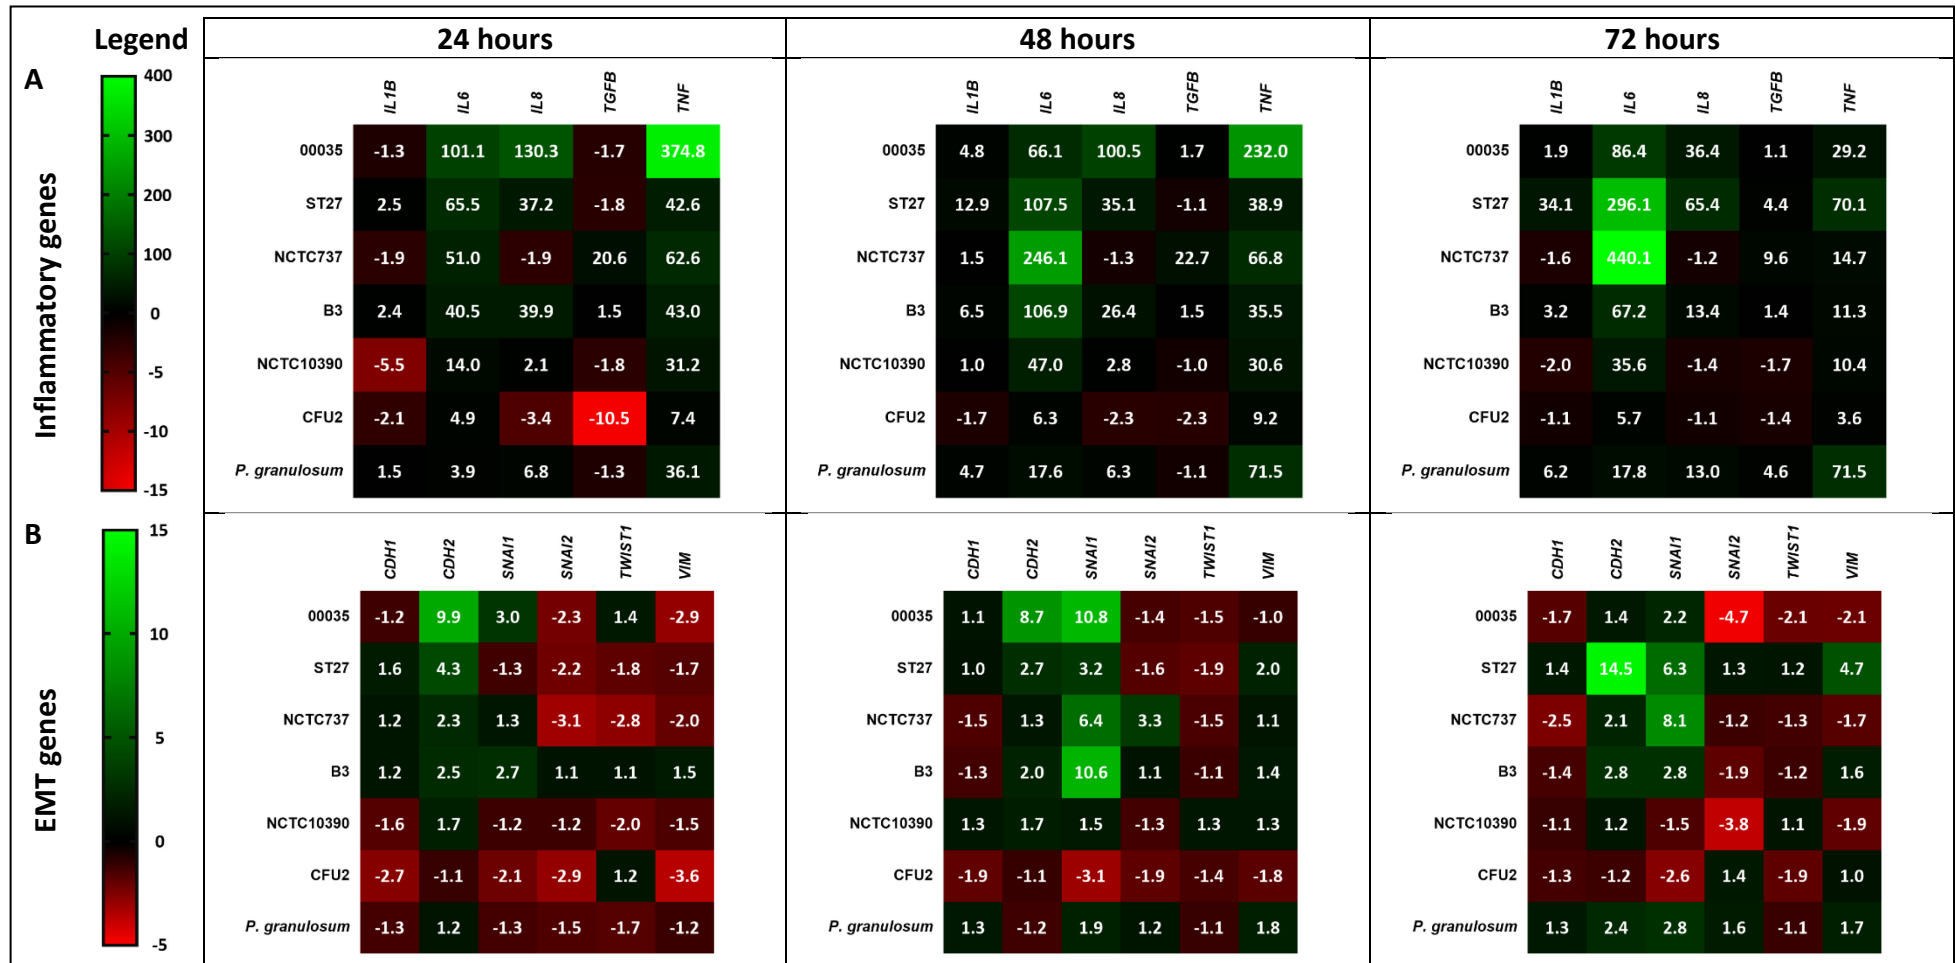 Legend 24 hours 48 hours 72 hours
A
Inflammatory genes
400
300
200
100
0
-5
-10
-15
IL1B IL6 IL8 TGFB TNF
00035 -1.3 101.1 130.3 -1.7 374.8
ST27 2.5 65.5 37.2 -1.8 42.6
NCTC737 -1.9 51.0 -1.9 20.6 62.6
B3 2.4 40.5 39.9 1.5 43.0
NCTC10390 -5.5 14.0 2.1 -1.8 31.2
CFU2 -2.1 4.9 -3.4 -10.5 7.4
P. granulosum 1.5 3.9 6.8 -1.3 36.1
IL1B IL6 IL8 TGFB TNF
00035 4.8 66.1 100.5 1.7 232.0
ST27 12.9 107.5 35.1 -1.1 38.9
NCTC737 1.5 246.1 -1.3 22.7 66.8
B3 6.5 106.9 26.4 1.5 35.5
NCTC10390 1.0 47.0 2.8 -1.0 30.6
CFU2 -1.7 6.3 -2.3 -2.3 9.2
P. granulosum 4.7 17.6 6.3 -1.1 71.5
IL1B IL6 IL8 TGFB TNF
00035 1.9 86.4 36.4 1.1 29.2
ST27 34.1 296.1 65.4 4.4 70.1
NCTC737 -1.6 440.1 -1.2 9.6 14.7
B3 3.2 67.2 13.4 1.4 11.3
NCTC10390 -2.0 35.6 -1.4 -1.7 10.4
CFU2 -1.1 5.7 -1.1 -1.4 3.6
P. granulosum 6.2 17.8 13.0 4.6 71.5
B
EMT genes
15
10
5
0
-5
CDH1 CDH2 SNAI1 SNAI2 TWIST1 VIM
00035 -1.2 9.9 3.0 -2.3 1.4 -2.9
ST27 1.6 4.3 -1.3 -2.2 -1.8 -1.7
NCTC737 1.2 2.3 1.3 -3.1 -2.8 -2.0
B3 1.2 2.5 2.7 1.1 1.1 1.5
NCTC10390 -1.6 1.7 -1.2 -1.2 -2.0 -1.5
CFU2 -2.7 -1.1 -2.1 -2.9 1.2 -3.6
P. granulosum -1.3 1.2 -1.3 -1.5 -1.7 -1.2
CDH1 CDH2 SNAI1 SNAI2 TWIST1 VIM
00035 1.1 8.7 10.8 -1.4 -1.5 -1.0
ST27 1.0 2.7 3.2 -1.6 -1.9 2.0
NCTC737 -1.5 1.3 6.4 3.3 -1.5 1.1
B3 -1.3 2.0 10.6 1.1 -1.1 1.4
NCTC10390 1.3 1.7 1.5 -1.3 1.3 1.3
CFU2 -1.9 -1.1 -3.1 -1.9 -1.4 -1.8
P. granulosum 1.3 -1.2 1.9 1.2 -1.1 1.8
CDH1 CDH2 SNAI1 SNAI2 TWIST1 VIM
00035 -1.7 1.4 2.2 -4.7 -2.1 -2.1
ST27 1.4 14.5 6.3 1.3 1.2 4.7
NCTC737 -2.5 2.1 8.1 -1.2 -1.3 -1.7
B3 -1.4 2.8 2.8 -1.9 -1.2 1.6
NCTC10390 -1.1 1.2 -1.5 -3.8 1.1 -1.9
CFU2 -1.3 -1.2 -2.6 1.4 -1.9 1.0
P. granulosum 1.3 2.4 2.8 1.6 -1.1 1.7